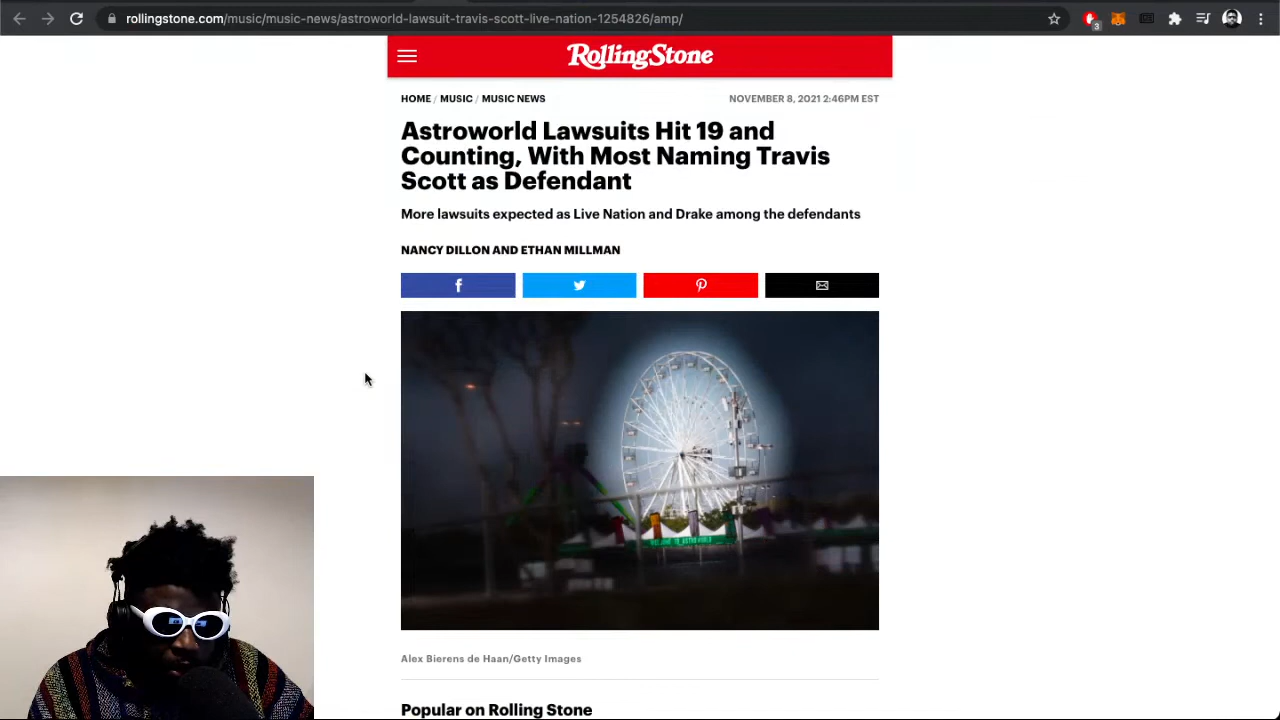 rollingstone.com/music/music-news/astroworld-lawsuit-travis-scott-live-nation-1254826/amp/
3
RollingStone
HOME / MUSIC / MUSIC NEWS
NOVEMBER 8, 2021 2:46PM EST
Astroworld Lawsuits Hit 19 and
Counting, With Most Naming Travis
Scott as Defendant
More lawsuits expected as Live Nation and Drake among the defendants
NANCY DILLON AND ETHAN MILLMAN
Alex Bierens de Haan/Getty Images
Popular on Rolling Stone